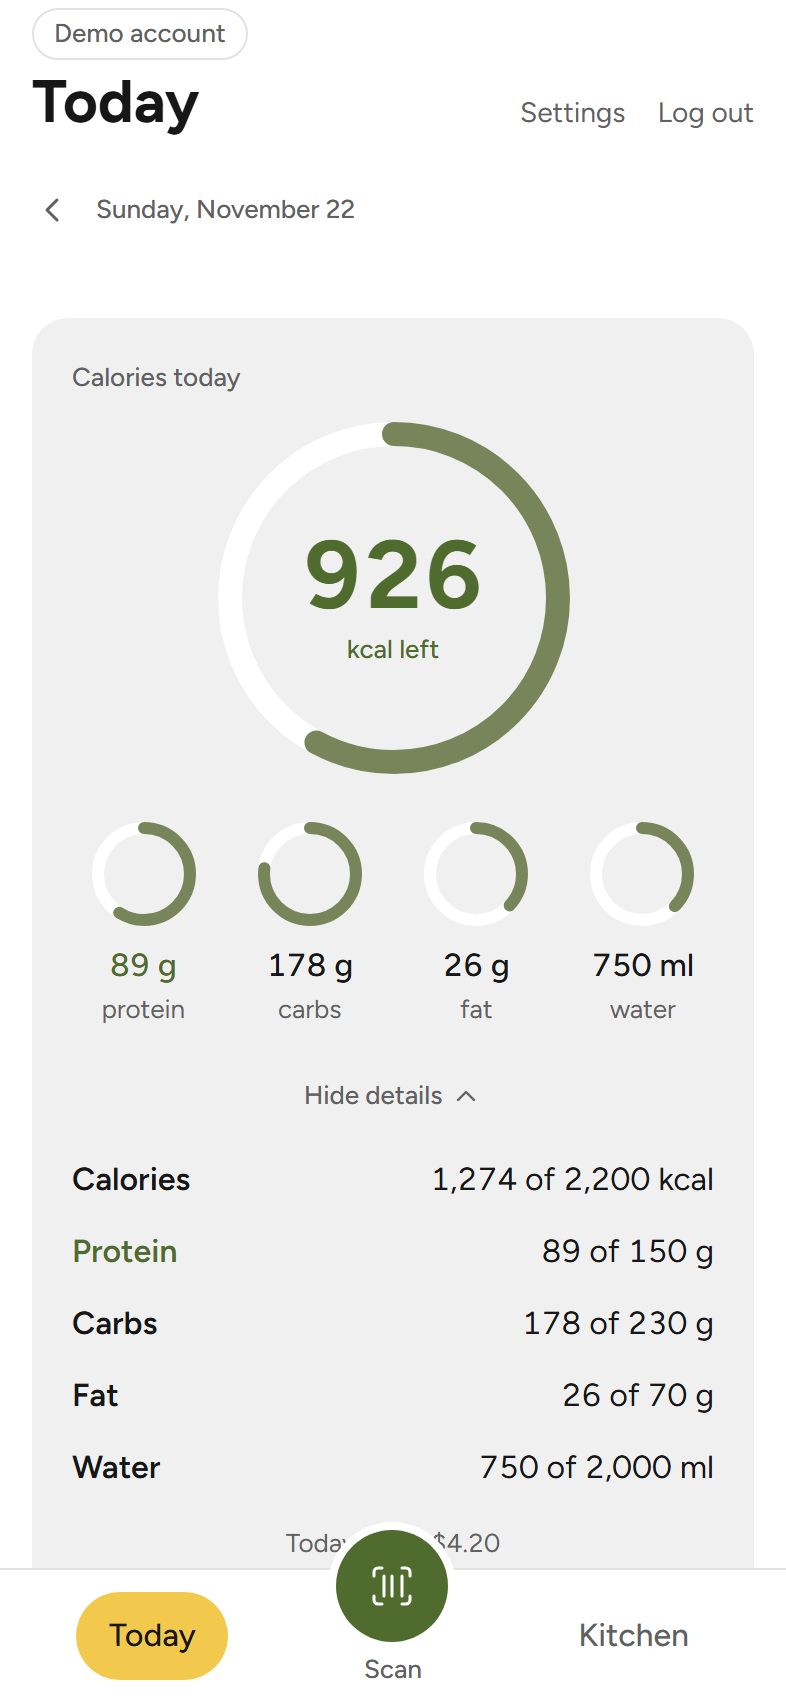 Demo account
Today
Settings Log out
Sunday, November 22
Calories today
926
kcal left
89 g 178 g 26 g 750 ml
protein carbs fat water
Hide details
Calories 1,274 of 2,200 kcal
Protein 89 of 150 g
Carbs 178 of 230 g
Fat 26 of 70 g
Water 750 of 2,000 ml
$4.20
Today Scan Kitchen